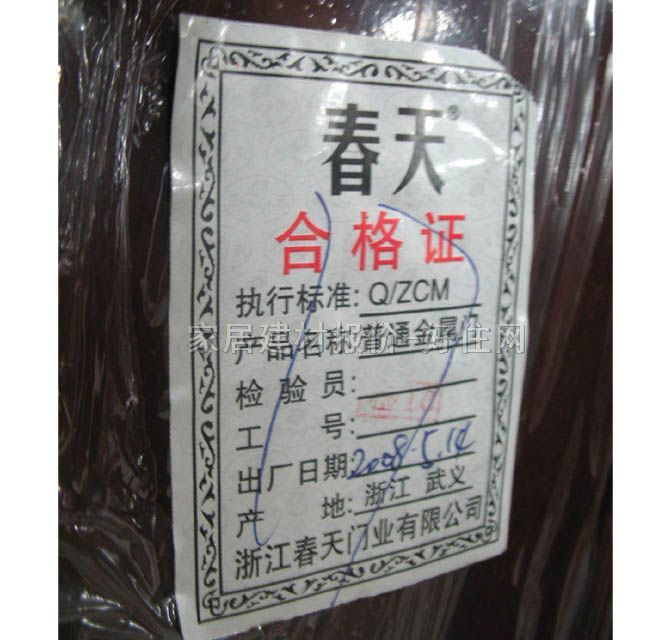 春天®
合格证
执行标准: Q/ZCM
产品名称: 普通金属门
检验员:
工号:
出厂日期: 2008.5.14
产地: 浙江 武义
浙江春天门业有限公司
家居建材报价 好住网